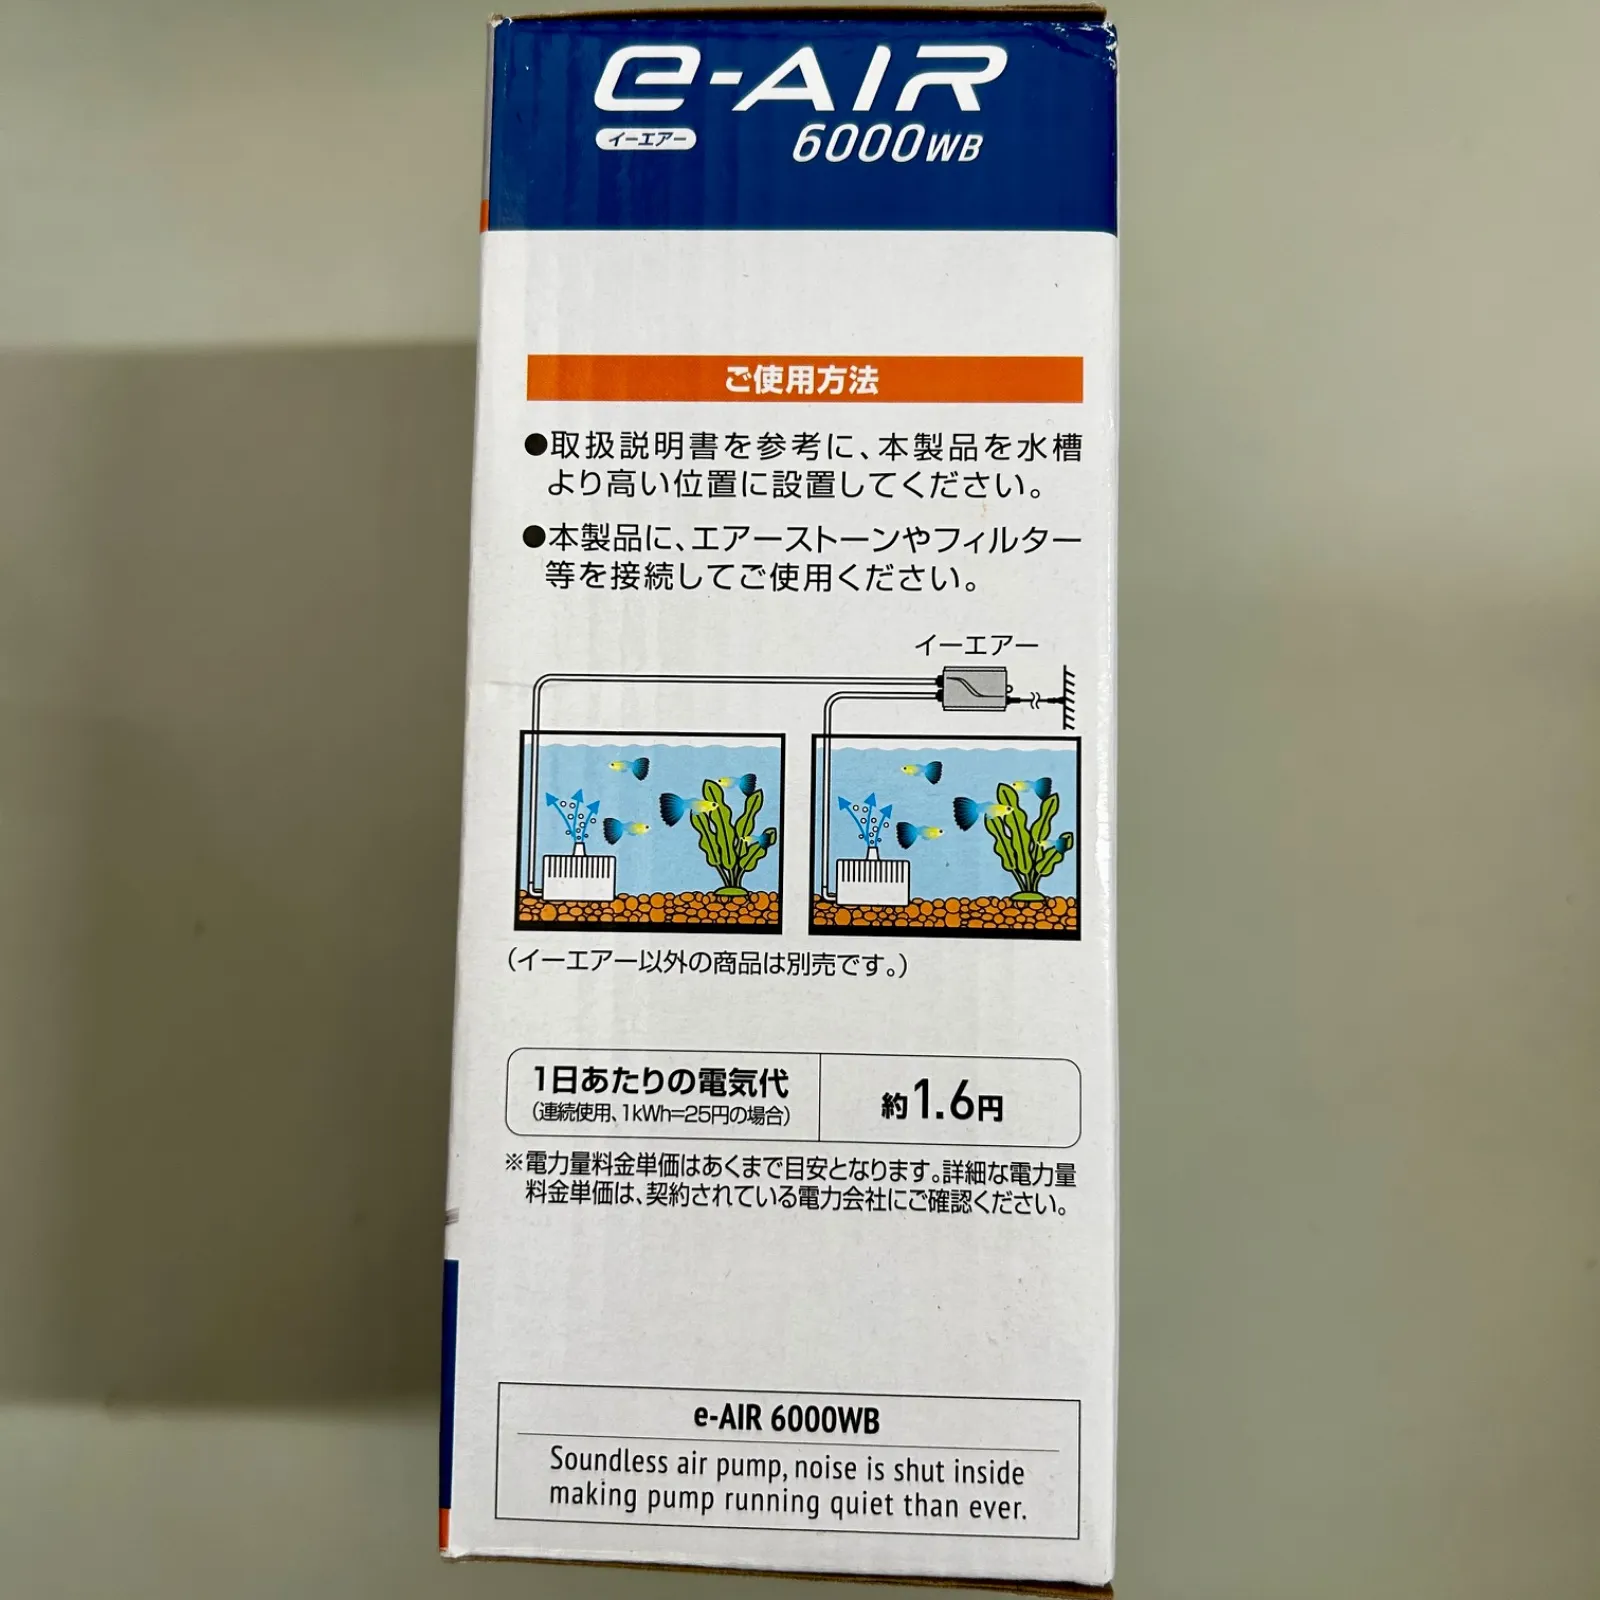 e-AIR
イーエアー
6000WB
ご使用方法
●取扱説明書を参考に、本製品を水槽
より高い位置に設置してください。
●本製品に、エアーストーンやフィルター
等を接続してご使用ください。
イーエアー
(イーエアー以外の商品は別売です。)
1日あたりの電気代
(連続使用、1kWh=25円の場合)
約1.6円
※電力量料金単価はあくまで目安となります。詳細な電力量
料金単価は、契約されている電力会社にご確認ください。
e-AIR 6000WB
Soundless air pump, noise is shut inside
making pump running quiet than ever.